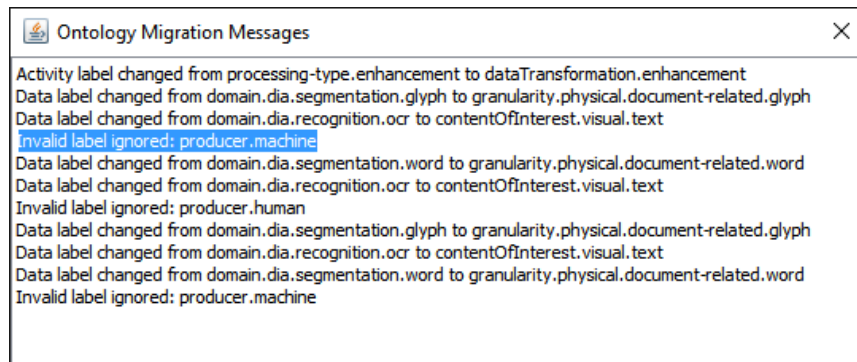 Ontology Migration Messages
Activity label changed from processing-type.enhancement to dataTransformation.enhancement
Data label changed from domain.dia.segmentation.glyph to granularity.physical.document-related.glyph
Data label changed from domain.dia.recognition.ocr to contentOfInterest.visual.text
Invalid label ignored: producer.machine
Data label changed from domain.dia.segmentation.word to granularity.physical.document-related.word
Data label changed from domain.dia.recognition.ocr to contentOfInterest.visual.text
Invalid label ignored: producer.human
Data label changed from domain.dia.segmentation.glyph to granularity.physical.document-related.glyph
Data label changed from domain.dia.recognition.ocr to contentOfInterest.visual.text
Data label changed from domain.dia.segmentation.word to granularity.physical.document-related.word
Invalid label ignored: producer.machine